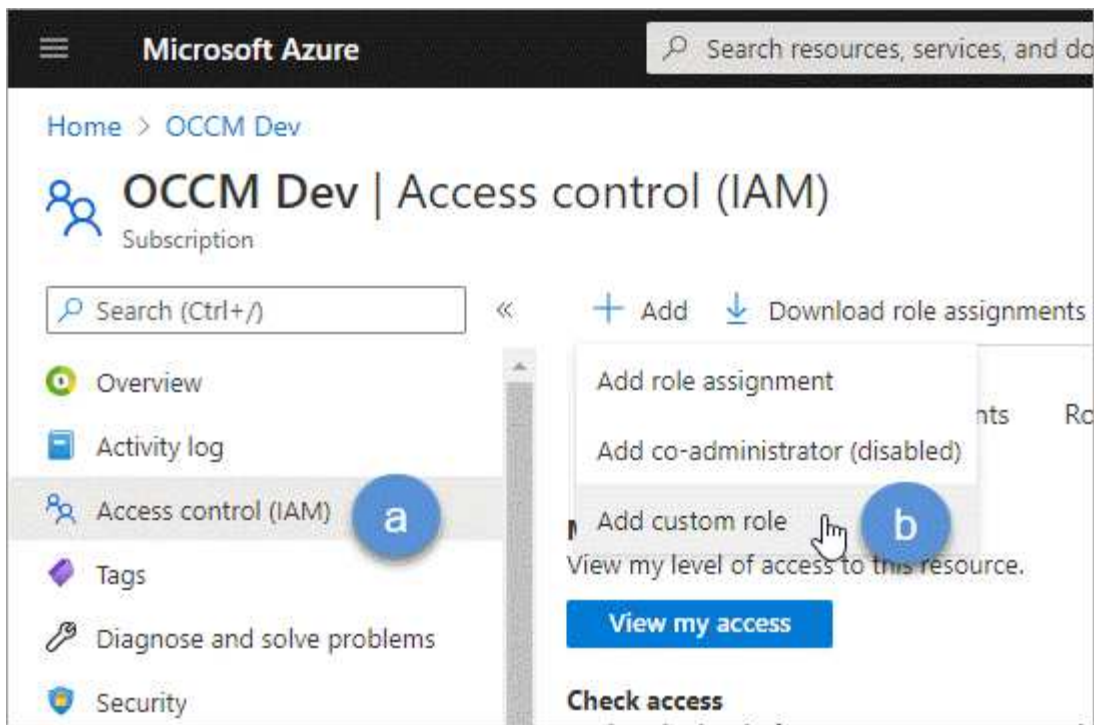 Microsoft Azure
Search resources, services, and do
Home > OCCM Dev
OCCM Dev | Access control (IAM)
Subscription
Search (Ctrl+/)
«
+ Add
Download role assignments
Overview
Activity log
Access control (IAM)
a
Tags
Diagnose and solve problems
Security
Add role assignment
nts
Ro
Add co-administrator (disabled)
Add custom role
b
View my level of access to this resource.
View my access
Check access